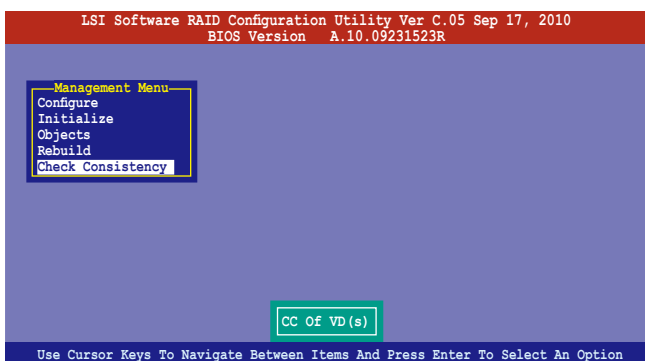 LSI Software RAID Configuration Utility Ver C.05 Sep 17, 2010
BIOS Version A.10.09231523R
Management Menu
Configure
Initialize
Objects
Rebuild
Check Consistency
CC Of VD(s)
Use Cursor Keys To Navigate Between Items And Press Enter To Select An Option